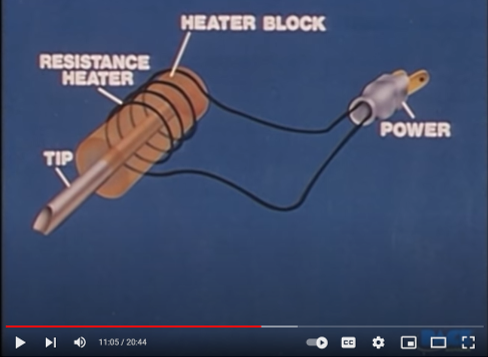 HEATER BLOCK
RESISTANCE
HEATER
POWER
TIP
11:05 / 20:44
CC